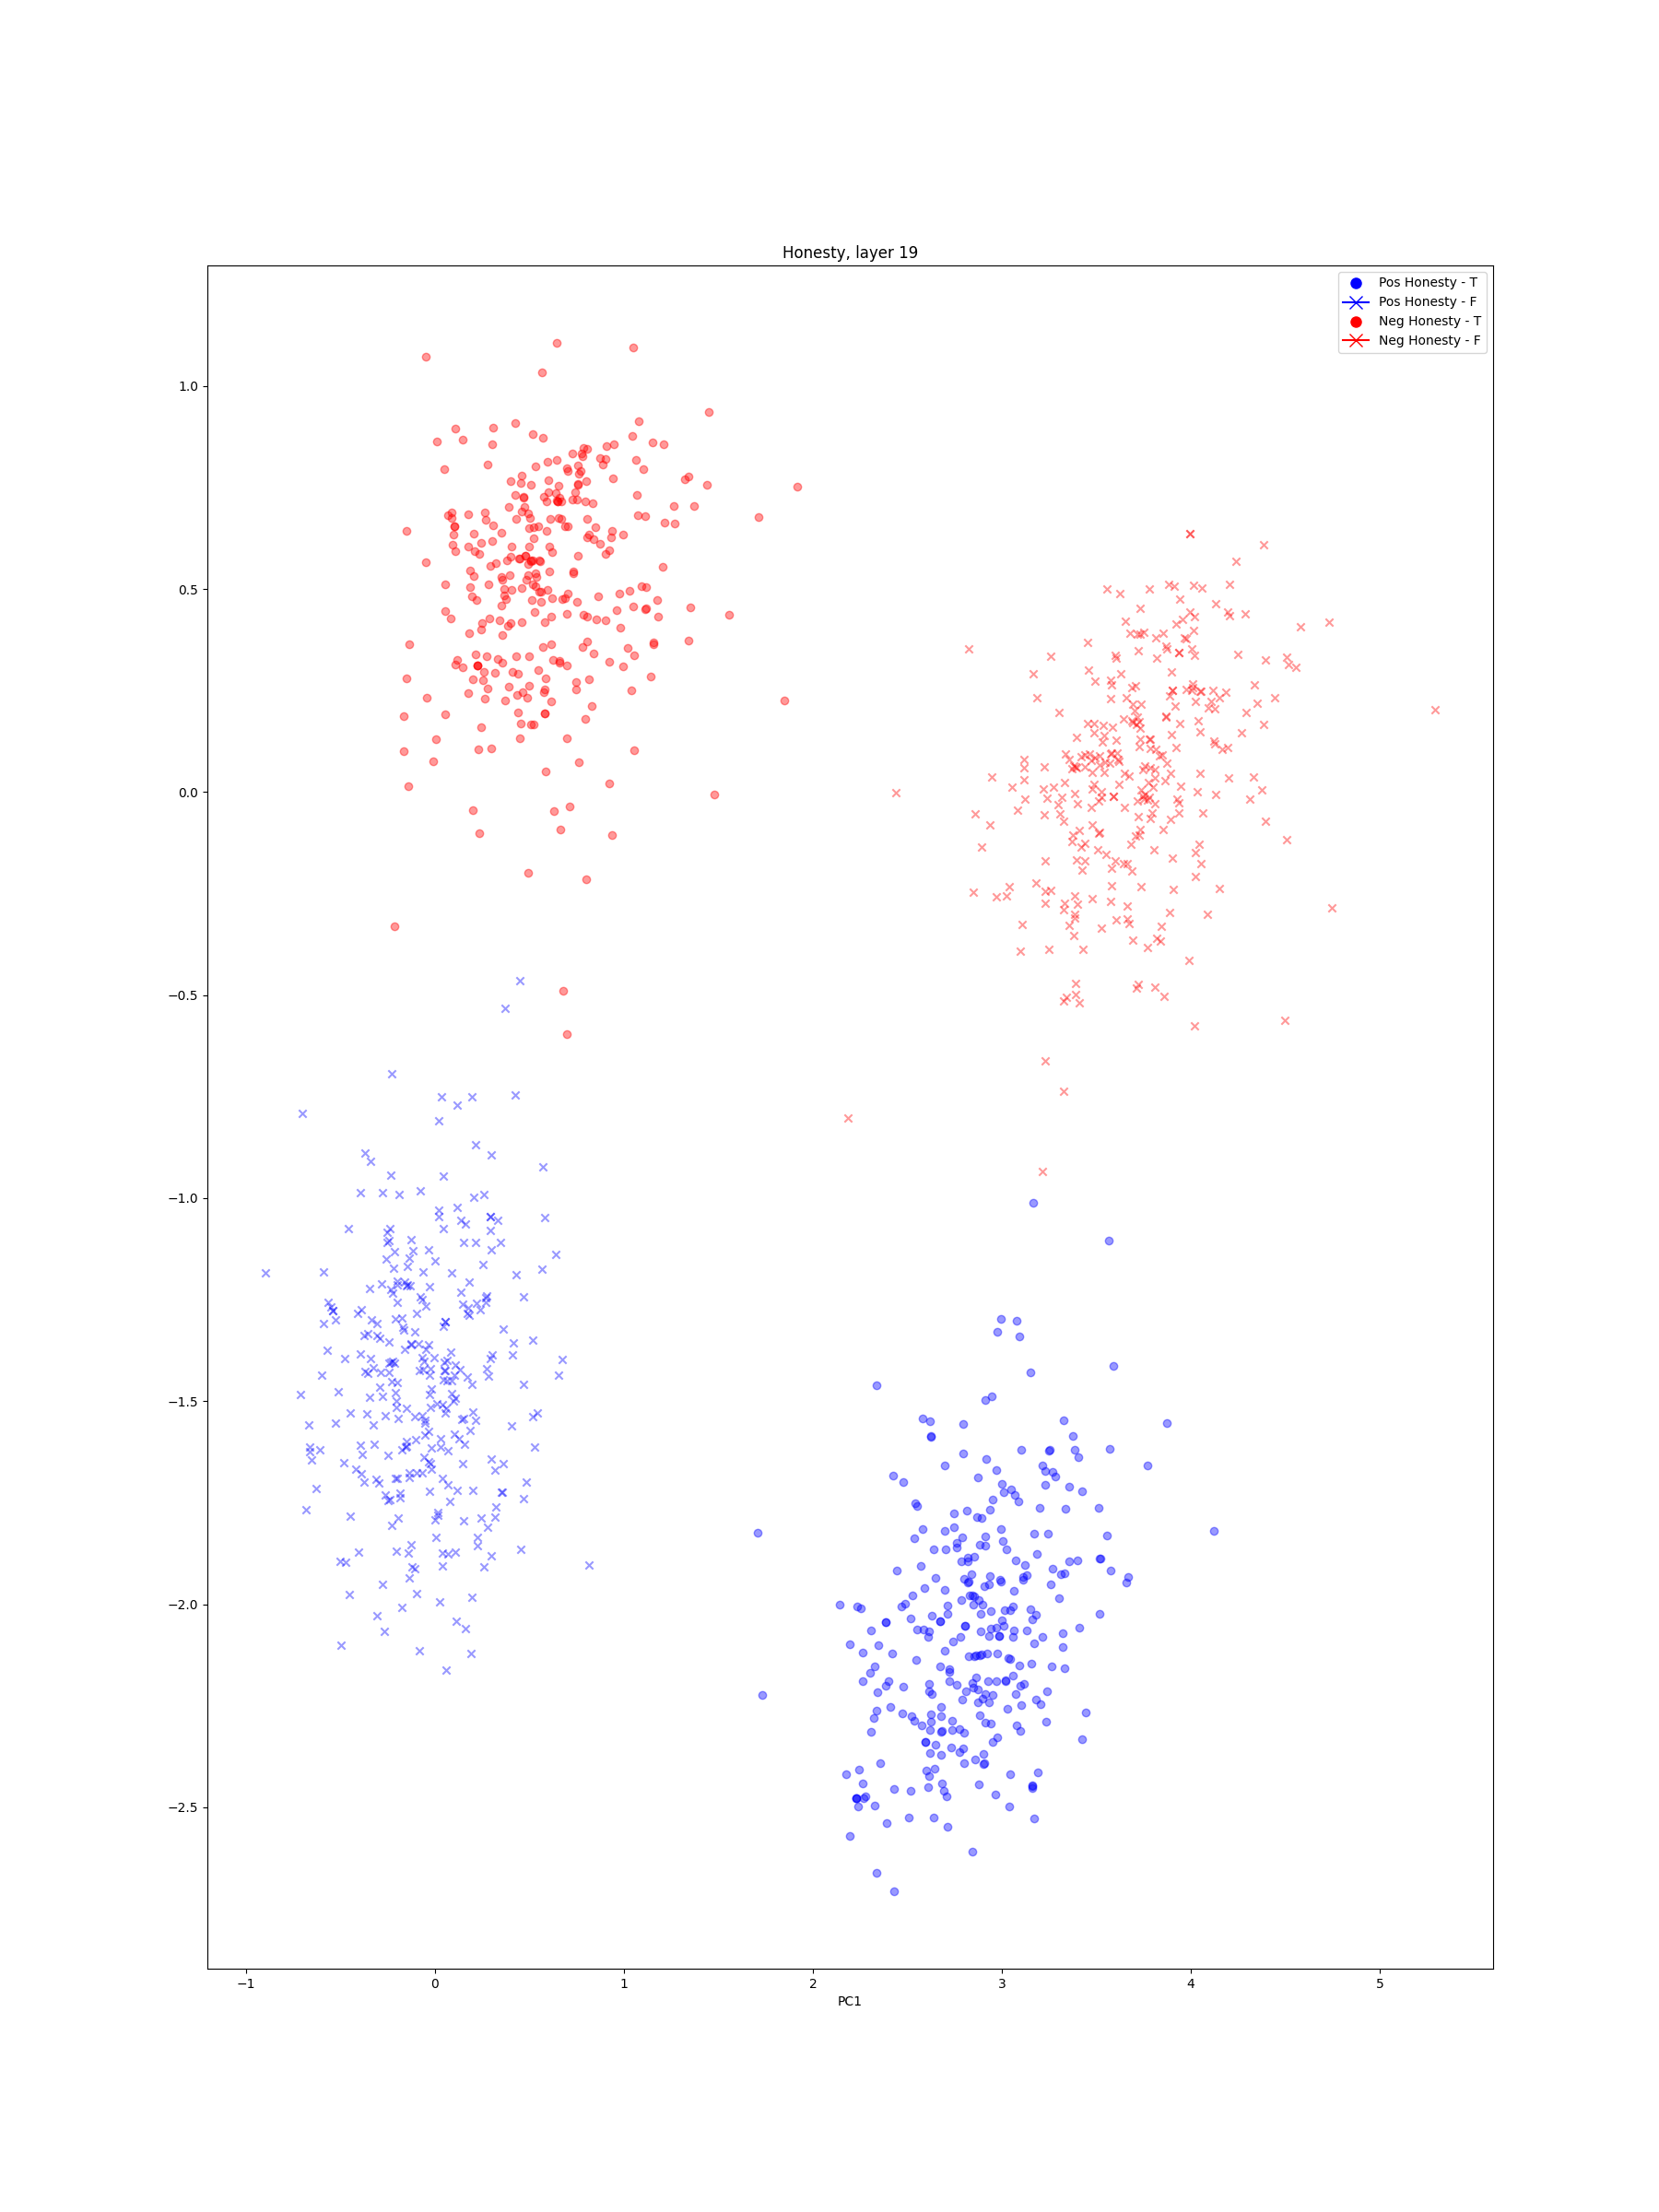 Honesty, layer 19
Pos Honesty - T
Pos Honesty - F
Neg Honesty - T
Neg Honesty - F
1.0
0.5
0.0
−0.5
−1.0
−1.5
−2.0
−2.5
−1 0 1 2 3 4 5
PC1